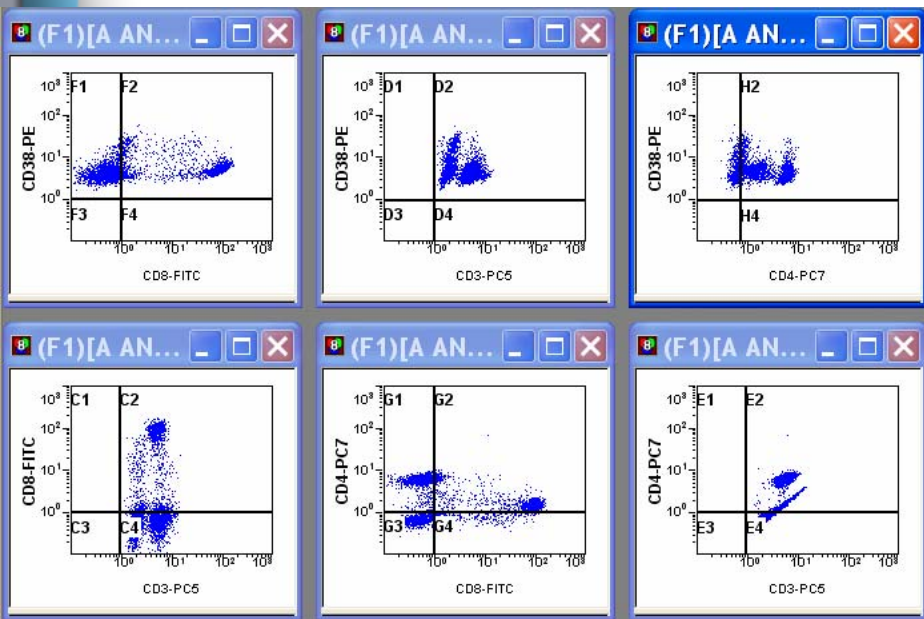 (F1)[A AN...
F1 F2
F3 F4
10³
10²
10¹
10⁰
CD38-PE
10⁰ 10¹ 10² 10³
CD8-FITC
(F1)[A AN...
D1 D2
D3 D4
10³
10²
10¹
10⁰
CD38-PE
10⁰ 10¹ 10² 10³
CD3-PC5
(F1)[A AN...
H2
H4
10³
10²
10¹
10⁰
CD38-PE
10⁰ 10¹ 10² 10³
CD4-PC7
(F1)[A AN...
C1 C2
C3 C4
10³
10²
10¹
10⁰
CD8-FITC
10⁰ 10¹ 10² 10³
CD3-PC5
(F1)[A AN...
G1 G2
G3 G4
10³
10²
10¹
10⁰
CD4-PC7
10⁰ 10¹ 10² 10³
CD8-FITC
(F1)[A AN...
E1 E2
E3 E4
10³
10²
10¹
10⁰
CD4-PC7
10⁰ 10¹ 10² 10³
CD3-PC5